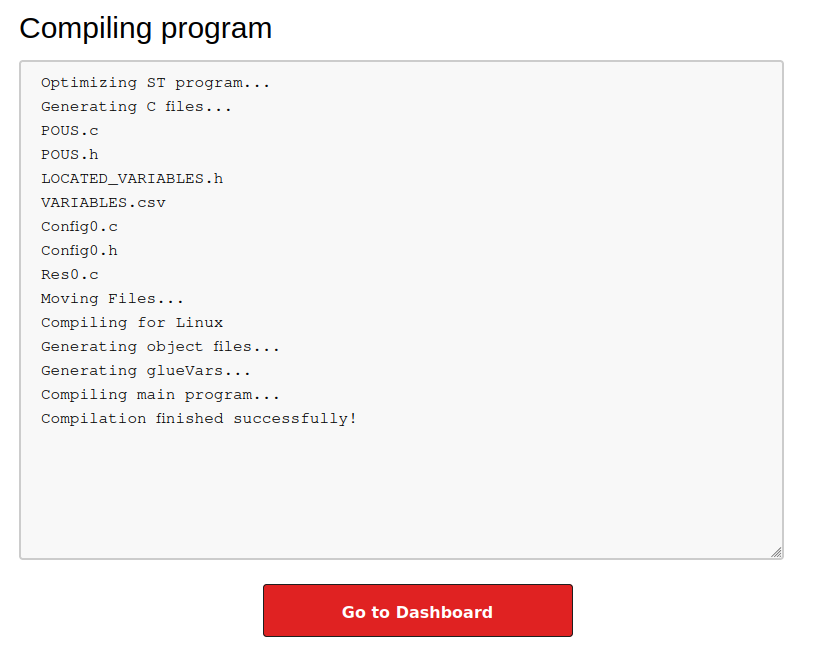 Compiling program
Optimizing ST program...
Generating C files...
POUS.c
POUS.h
LOCATED_VARIABLES.h
VARIABLES.csv
Config0.c
Config0.h
Res0.c
Moving Files...
Compiling for Linux
Generating object files...
Generating glueVars...
Compiling main program...
Compilation finished successfully!
Go to Dashboard